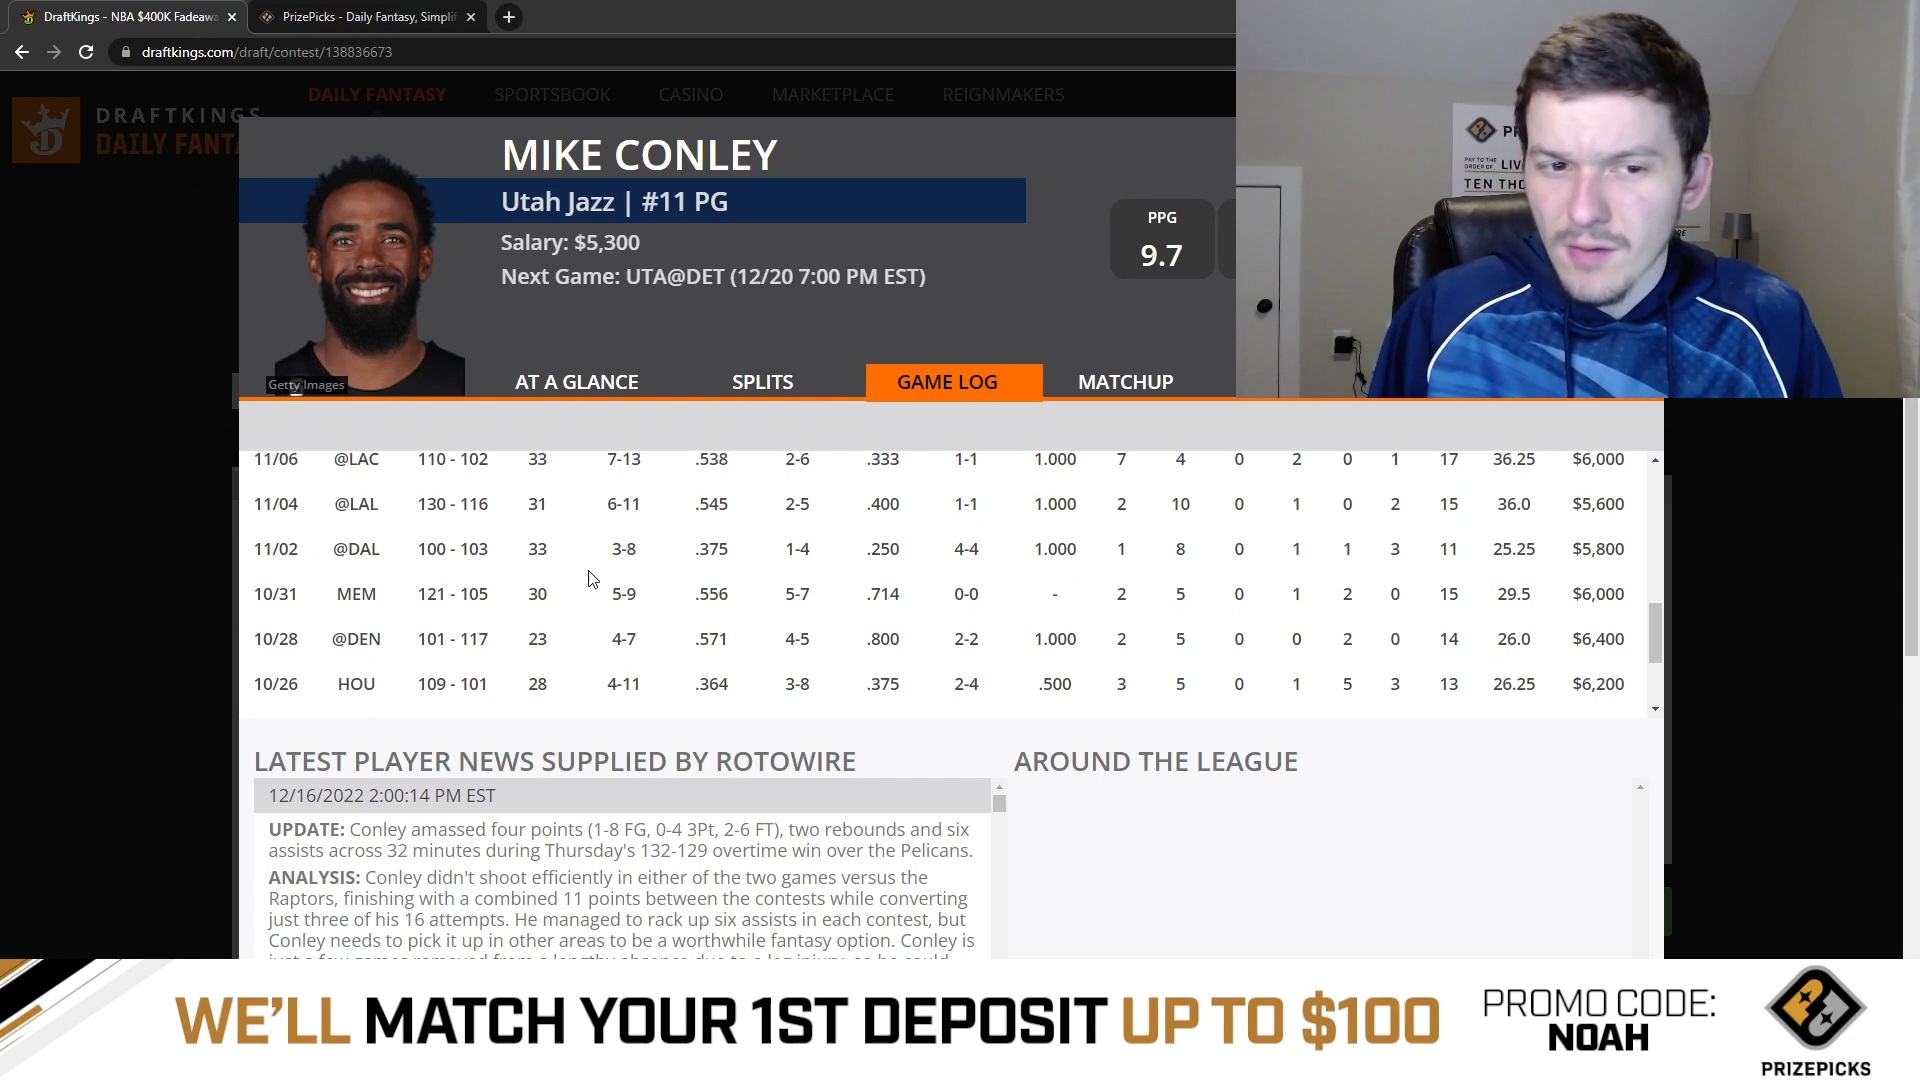 DraftKings - NBA $400K Fadeawa
PrizePicks - Daily Fantasy, Simplif
draftkings.com/draft/contest/138836673
DAILY FANTASY SPORTSBOOK CASINO MARKETPLACE REIGNMAKERS
DRAFTKINGS
DAILY FANTA
MIKE CONLEY
Utah Jazz | #11 PG
Salary: $5,300
Next Game: UTA@DET (12/20 7:00 PM EST)
PPG
9.7
Getty Images
AT A GLANCE SPLITS GAME LOG MATCHUP
11/06 @LAC 110 - 102 33 7-13 .538 2-6 .333 1-1 1.000 7 4 0 2 0 1 17 36.25 $6,000
11/04 @LAL 130 - 116 31 6-11 .545 2-5 .400 1-1 1.000 2 10 0 1 0 2 15 36.0 $5,600
11/02 @DAL 100 - 103 33 3-8 .375 1-4 .250 4-4 1.000 1 8 0 1 1 3 11 25.25 $5,800
10/31 MEM 121 - 105 30 5-9 .556 5-7 .714 0-0 - 2 5 0 1 2 0 15 29.5 $6,000
10/28 @DEN 101 - 117 23 4-7 .571 4-5 .800 2-2 1.000 2 5 0 0 2 0 14 26.0 $6,400
10/26 HOU 109 - 101 28 4-11 .364 3-8 .375 2-4 .500 3 5 0 1 5 3 13 26.25 $6,200
LATEST PLAYER NEWS SUPPLIED BY ROTOWIRE
AROUND THE LEAGUE
12/16/2022 2:00:14 PM EST
UPDATE: Conley amassed four points (1-8 FG, 0-4 3Pt, 2-6 FT), two rebounds and six
assists across 32 minutes during Thursday's 132-129 overtime win over the Pelicans.
ANALYSIS: Conley didn't shoot efficiently in either of the two games versus the
Raptors, finishing with a combined 11 points between the contests while converting
just three of his 16 attempts. He managed to rack up six assists in each contest, but
Conley needs to pick it up in other areas to be a worthwhile fantasy option. Conley is
PAY TO THE
ORDER OF LIV
TEN THO
WE'LL MATCH YOUR 1ST DEPOSIT UP TO $100
PROMO CODE:
NOAH
PRIZEPICKS